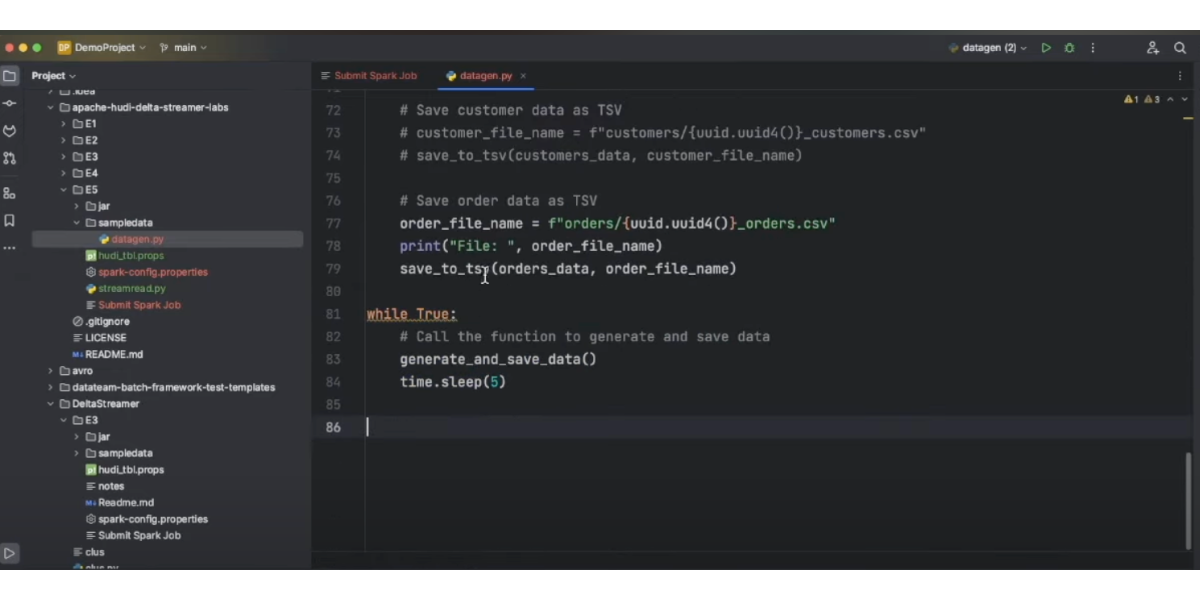 DP DemoProject main datagen (2)
Project
Submit Spark Job datagen.py
1 3
.idea
apache-hudi-delta-streamer-labs
E1
E2
E3
E4
E5
jar
sampledata
datagen.py
hudi_tbl.props
spark-config.properties
streamread.py
Submit Spark Job
.gitignore
LICENSE
README.md
avro
datateam-batch-framework-test-templates
DeltaStreamer
E3
jar
sampledata
hudi_tbl.props
notes
Readme.md
spark-config.properties
Submit Spark Job
clus
clus.py
72 # Save customer data as TSV
73 # customer_file_name = f"customers/{uuid.uuid4()}_customers.csv"
74 # save_to_tsv(customers_data, customer_file_name)
75
76 # Save order data as TSV
77 order_file_name = f"orders/{uuid.uuid4()}_orders.csv"
78 print("File: ", order_file_name)
79 save_to_tsv(orders_data, order_file_name)
80
81 while True:
82 # Call the function to generate and save data
83 generate_and_save_data()
84 time.sleep(5)
85
86